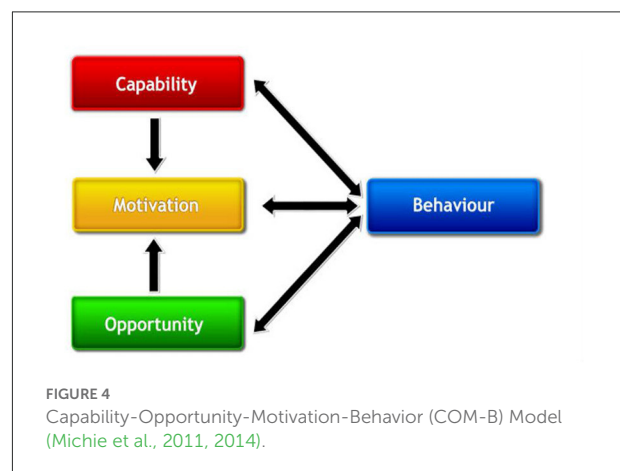 Capability
Motivation
Behaviour
Opportunity
FIGURE 4
Capability-Opportunity-Motivation-Behavior (COM-B) Model
(Michie et al., 2011, 2014).